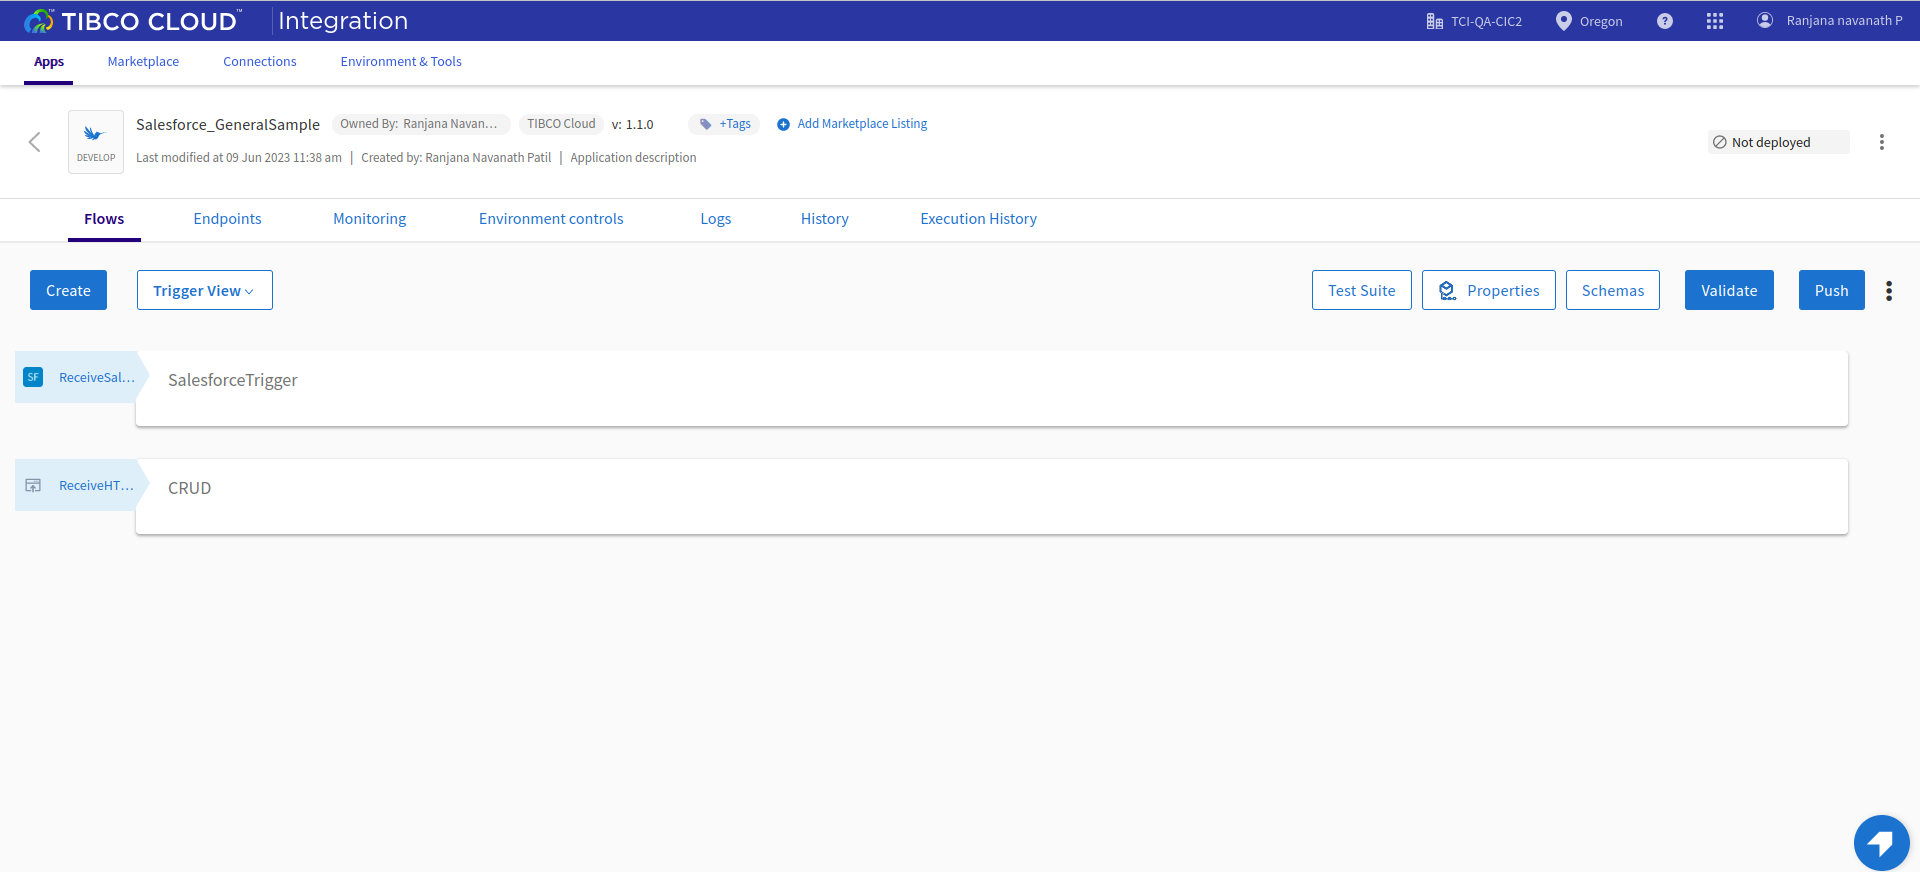 TIBCO CLOUD™ Integration TCI-QA-CIC2 Oregon ? Ranjana navanath P
Apps Marketplace Connections Environment & Tools
Salesforce_GeneralSample Owned By: Ranjana Navan... TIBCO Cloud v: 1.1.0 +Tags Add Marketplace Listing
DEVELOP Last modified at 09 Jun 2023 11:38 am | Created by: Ranjana Navanath Patil | Application description
Not deployed
Flows Endpoints Monitoring Environment controls Logs History Execution History
Create Trigger View Test Suite Properties Schemas Validate Push
SF ReceiveSal... SalesforceTrigger
ReceiveHT... CRUD